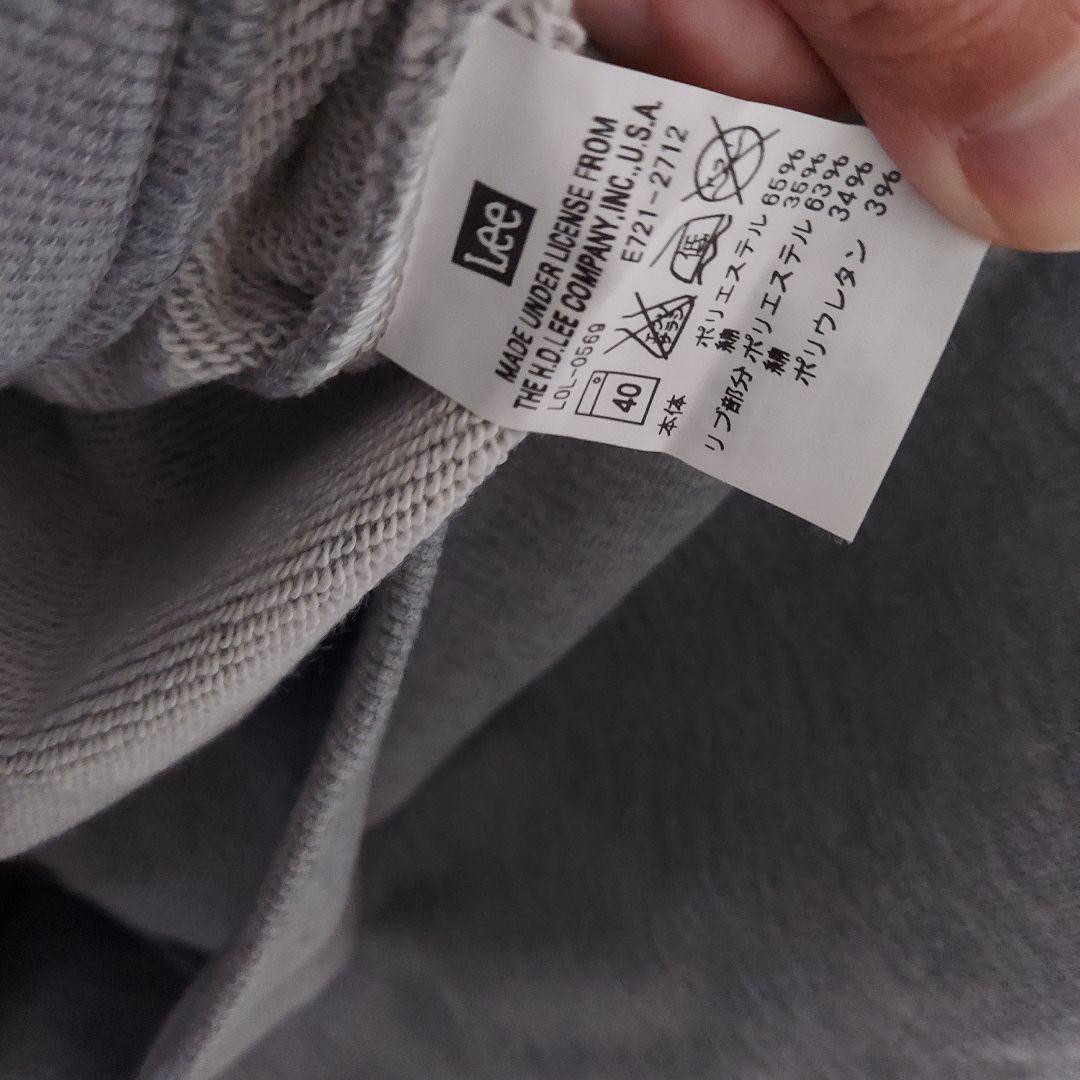 Lee
MADE UNDER LICENSE FROM
THE H.D.LEE COMPANY,INC.,U.S.A.
LOL-0569 E721-2712
40
低
本体 ポリエステル 65%
綿 35%
リブ部分 ポリエステル 63%
綿 34%
ポリウレタン 3%